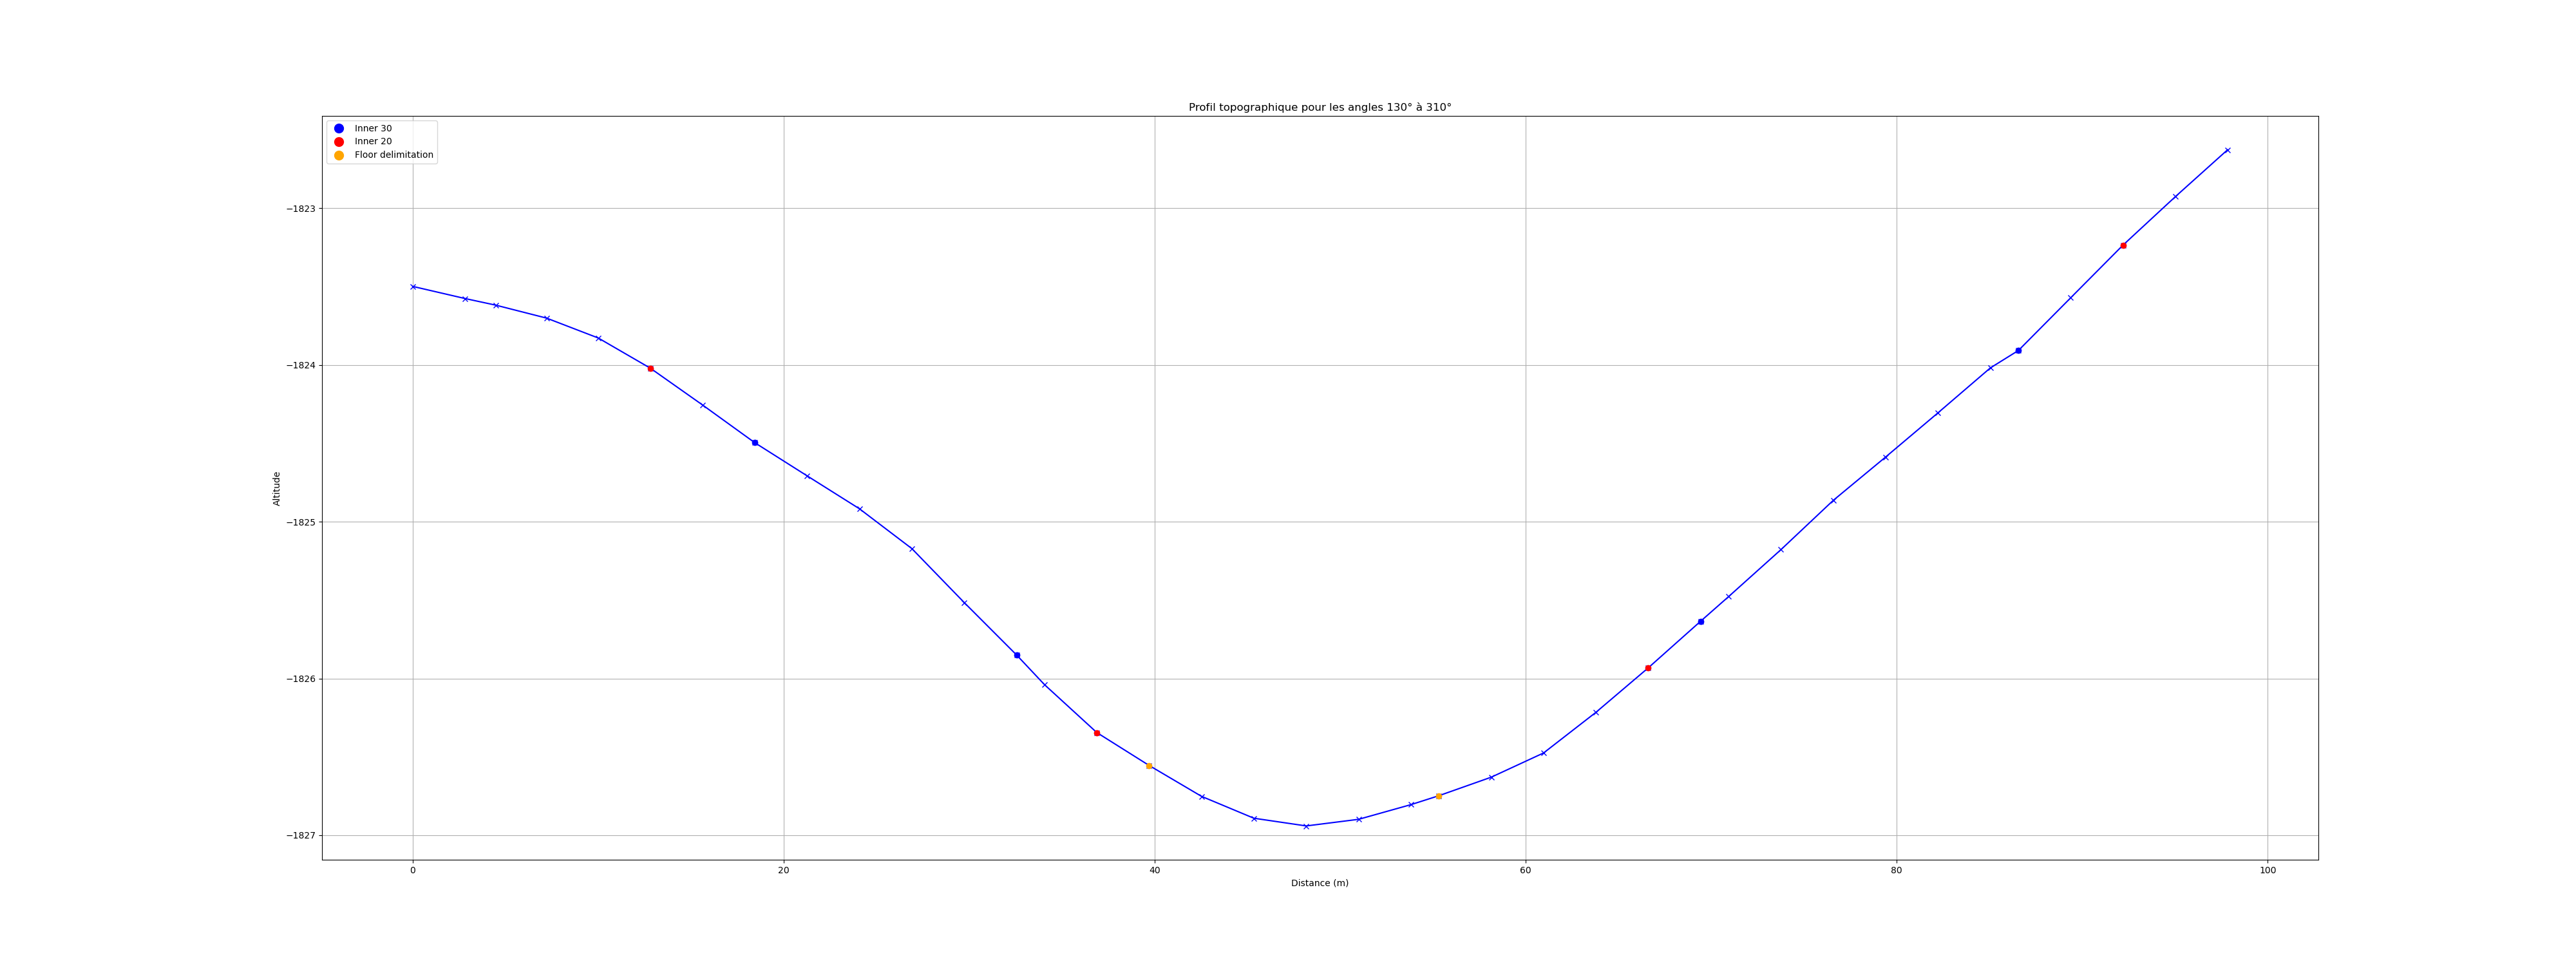 Profil topographique pour les angles 130° à 310°
Inner 30
Inner 20
Floor delimitation
Altitude
−1823
−1824
−1825
−1826
−1827
0 20 40 60 80 100
Distance (m)